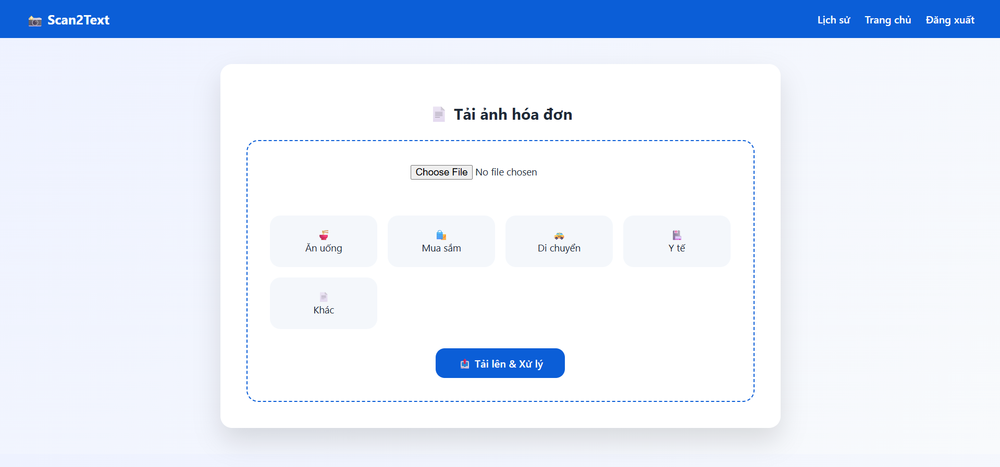 Scan2Text
Lịch sử
Trang chủ
Đăng xuất
Tải ảnh hóa đơn
Choose File No file chosen
Ăn uống
Mua sắm
Di chuyển
Y tế
Khác
Tải lên & Xử lý